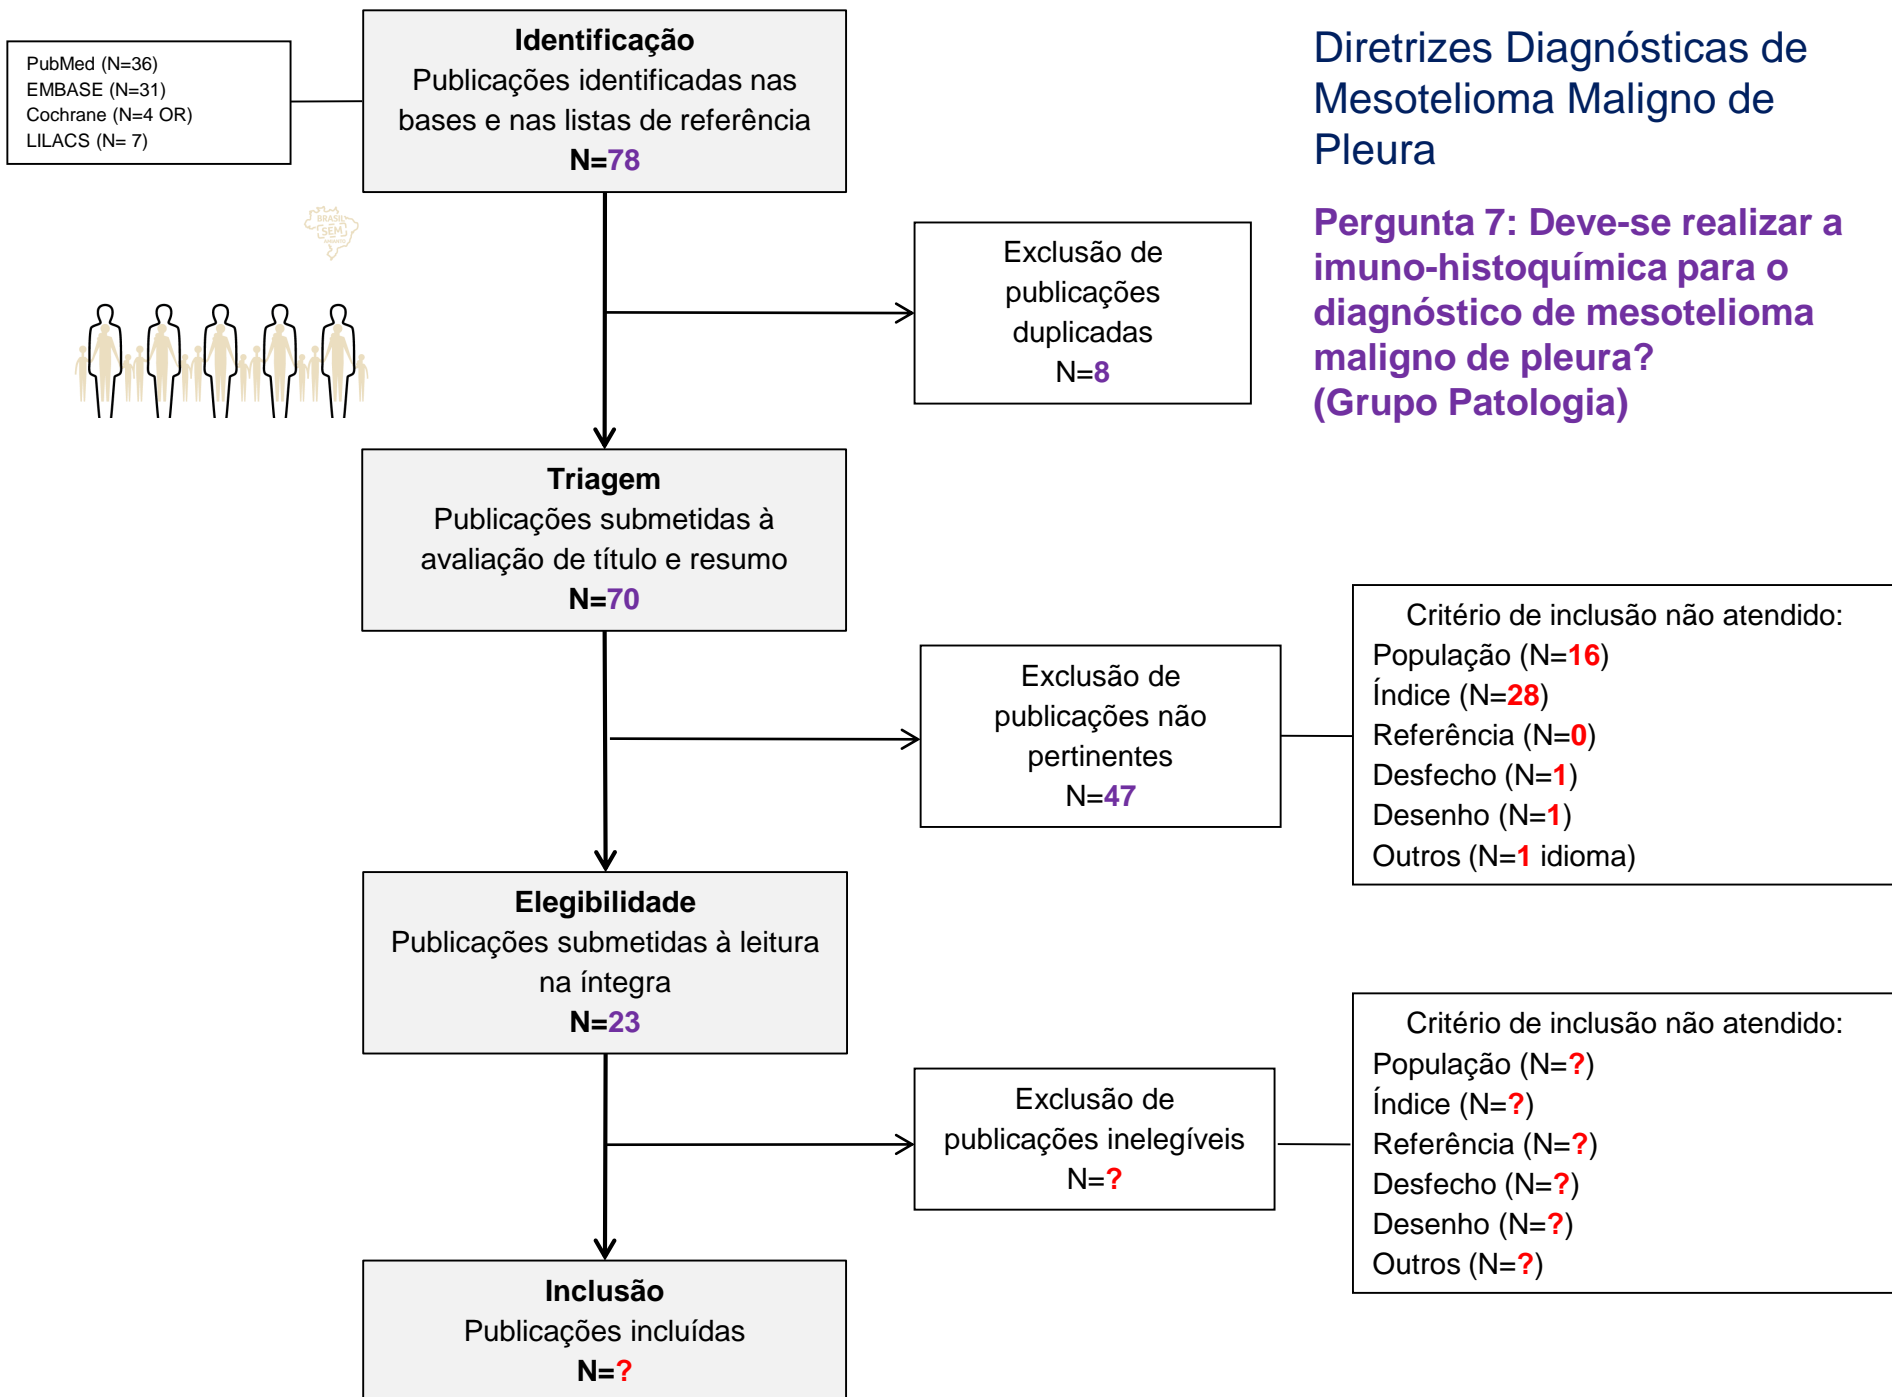 PubMed (N=36)
EMBASE (N=31)
Cochrane (N=4 OR)
LILACS (N= 7)
Identificação
Publicações identificadas nas
bases e nas listas de referência
N=78
Diretrizes Diagnósticas de
Mesotelioma Maligno de
Pleura
Pergunta 7: Deve-se realizar a
imuno-histoquímica para o
diagnóstico de mesotelioma
maligno de pleura?
(Grupo Patologia)
BRASIL
SEM
Exclusão de
publicações
duplicadas
N=8
Triagem
Publicações submetidas à
avaliação de título e resumo
N=70
Exclusão de
publicações não
pertinentes
N=47
Critério de inclusão não atendido:
População (N=16)
Índice (N=28)
Referência (N=0)
Desfecho (N=1)
Desenho (N=1)
Outros (N=1 idioma)
Elegibilidade
Publicações submetidas à leitura
na íntegra
N=23
Exclusão de
publicações inelegíveis
N=?
Critério de inclusão não atendido:
População (N=?)
Índice (N=?)
Referência (N=?)
Desfecho (N=?)
Desenho (N=?)
Outros (N=?)
Inclusão
Publicações incluídas
N=?